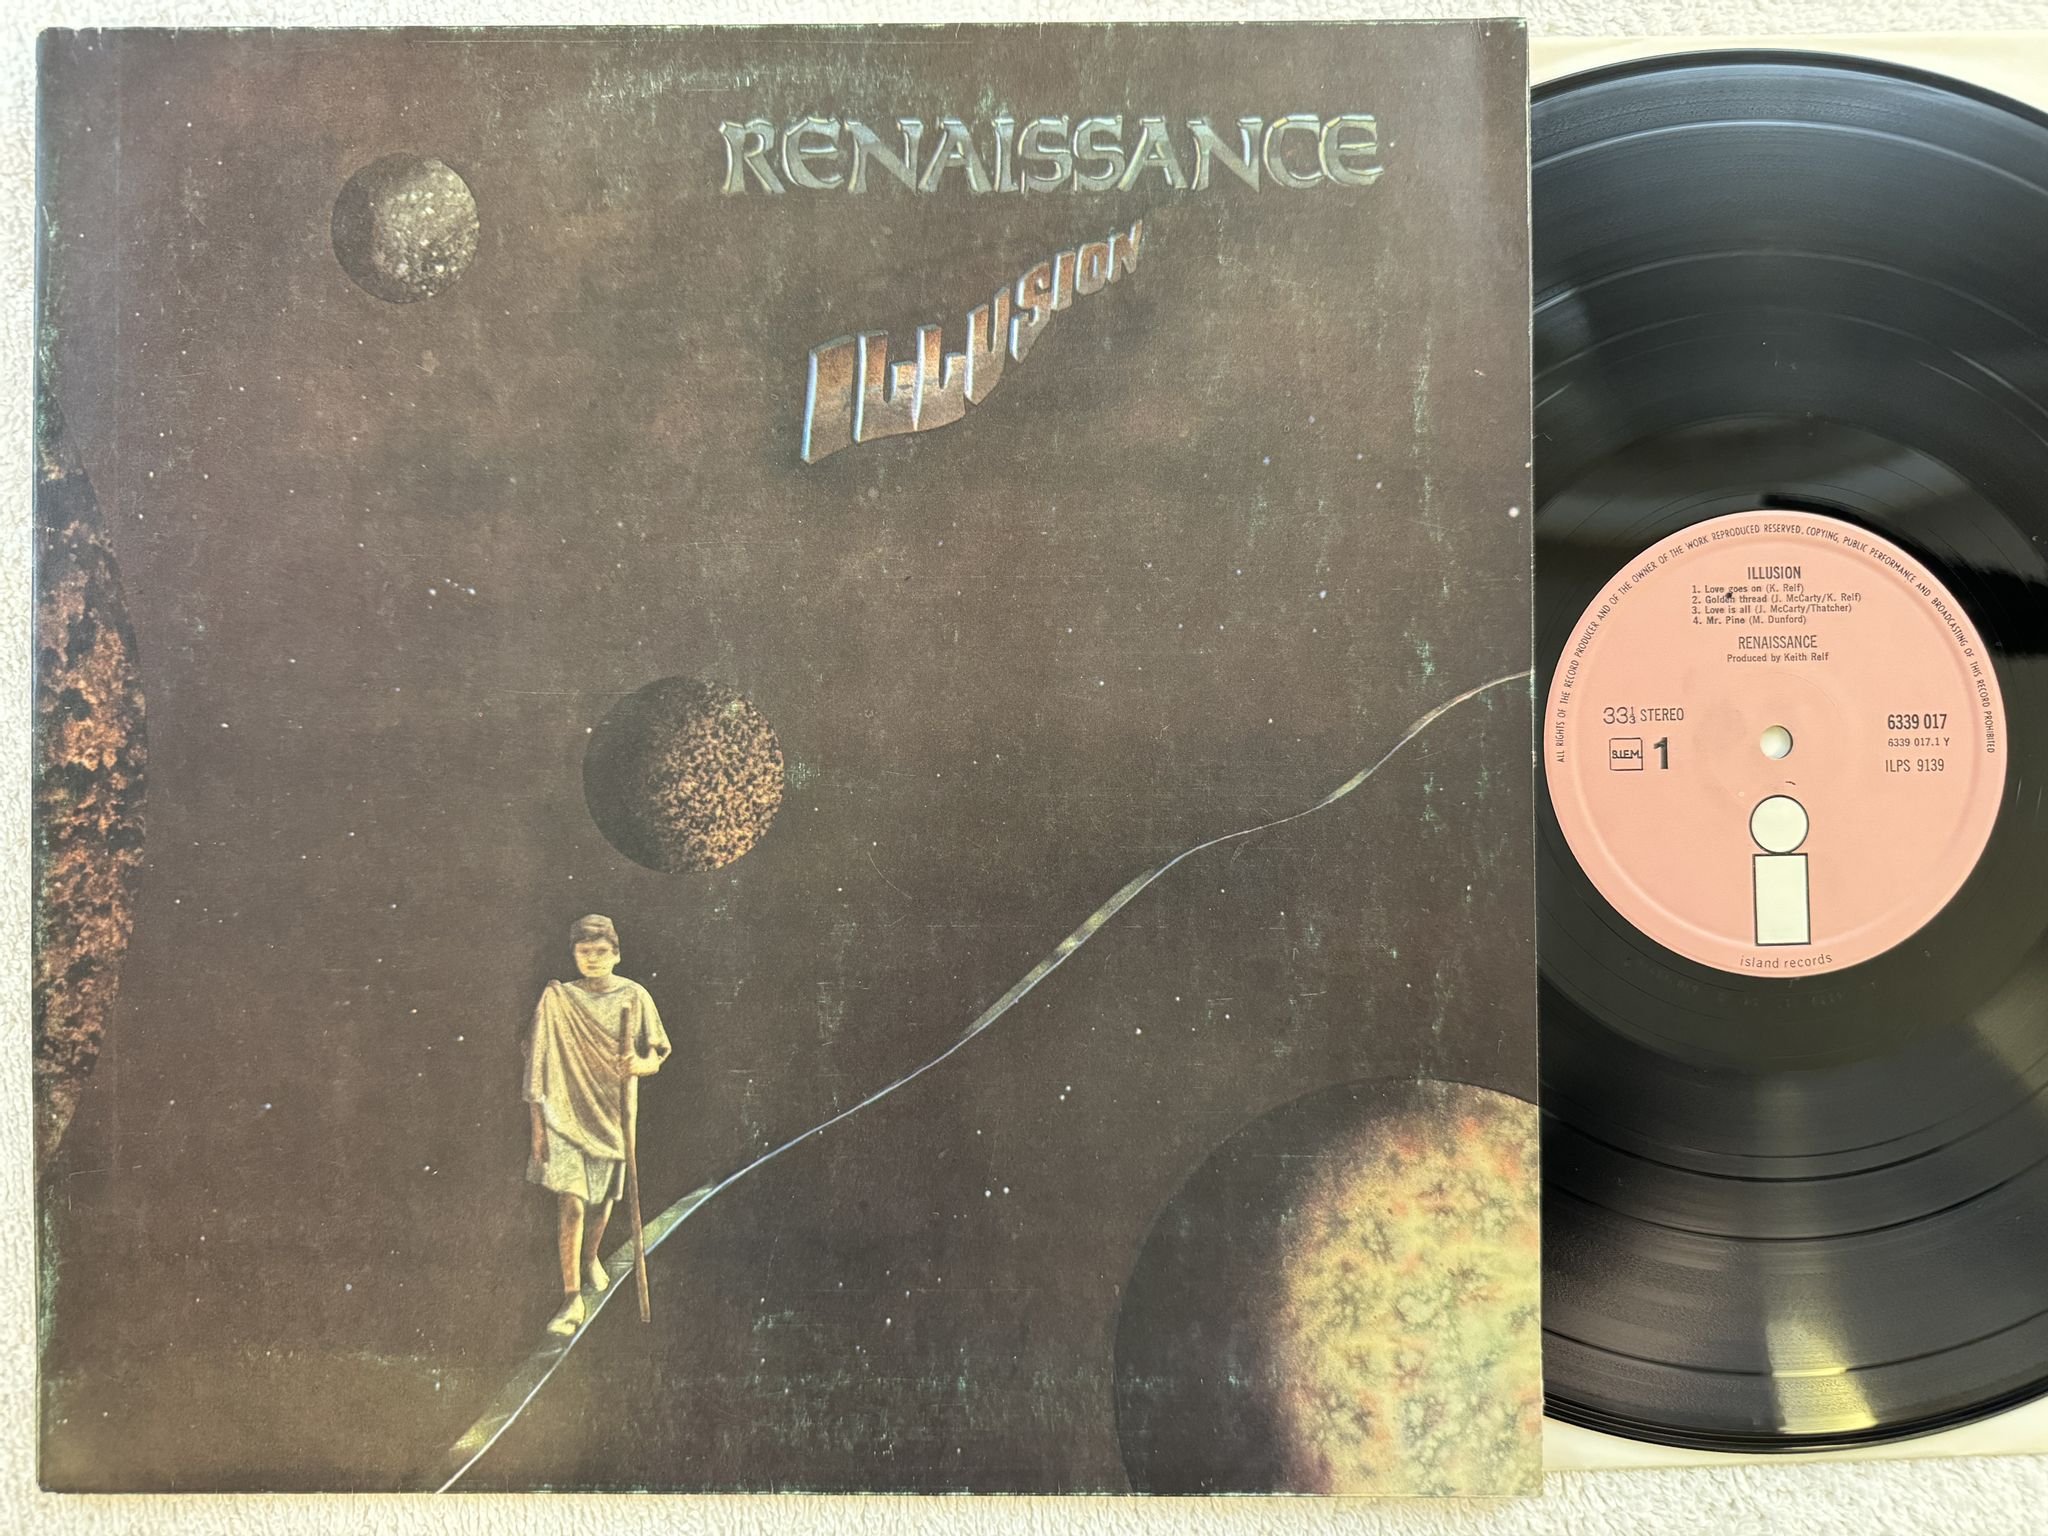 RENAISSANCE
ILLUSION
ALL RIGHTS OF THE RECORD PRODUCER AND OF THE OWNER OF THE WORK REPRODUCED RESERVED. COPYING, PUBLIC PERFORMANCE AND BROADCASTING OF THIS RECORD PROHIBITED
ILLUSION
1. Love goes on (K. Relf)
2. Golden thread (J. McCarty/K. Relf)
3. Love is all (J. McCarty/Thatcher)
4. Mr. Pine (M. Dunford)
RENAISSANCE
Produced by Keith Relf
33⅓ STEREO
6339 017
6339 017.1 Y
B.I.E.M. 1
ILPS 9139
island records